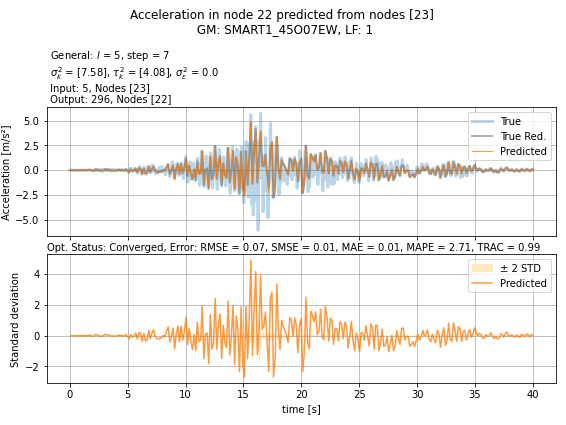 Acceleration in node 22 predicted from nodes [23]
GM: SMART1_45O07EW, LF: 1
General: l = 5, step = 7
σ²ₖ = [7.58], τ²ₖ = [4.08], σ²ε = 0.0
Input: 5, Nodes [23]
Output: 296, Nodes [22]
Acceleration [m/s²]
5.0
2.5
0.0
−2.5
−5.0
True
True Red.
Predicted
Opt. Status: Converged, Error: RMSE = 0.07, SMSE = 0.01, MAE = 0.01, MAPE = 2.71, TRAC = 0.99
Standard deviation
4
2
0
−2
± 2 STD
Predicted
0 5 10 15 20 25 30 35 40
time [s]